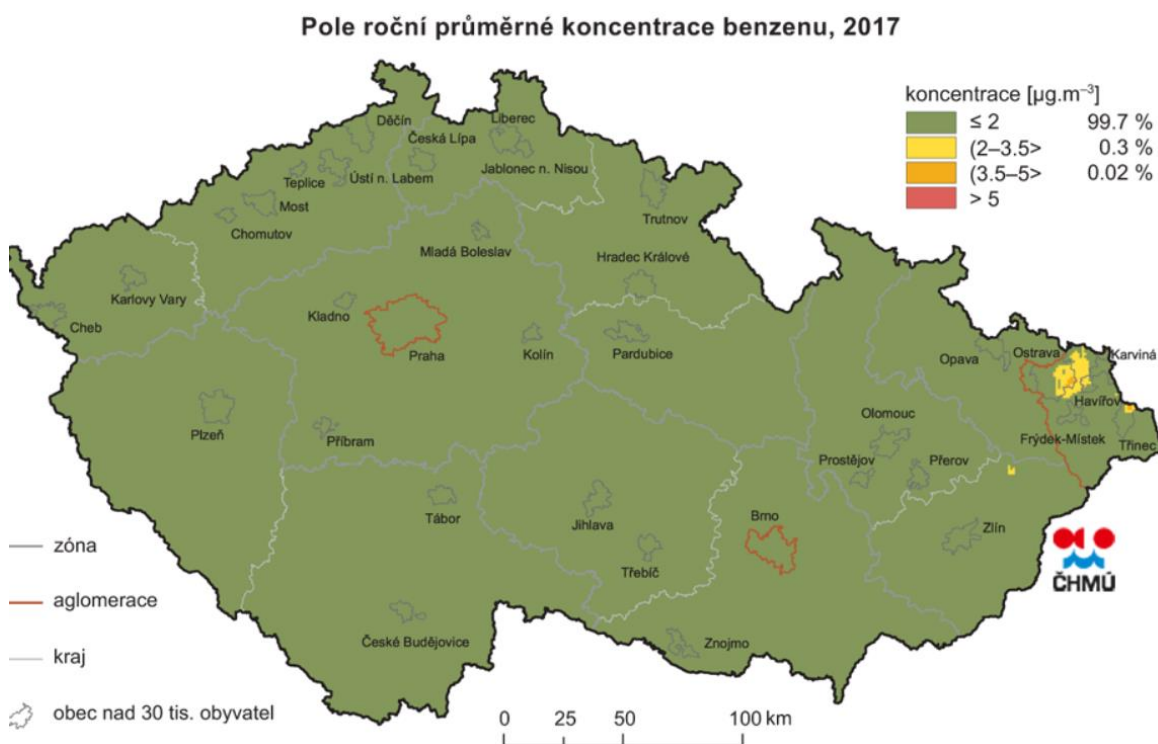 Pole roční průměrné koncentrace benzenu, 2017
koncentrace [µg.m⁻³]
≤ 2 99.7 %
(2–3.5> 0.3 %
(3.5–5> 0.02 %
> 5
Děčín
Liberec
Česká Lípa
Jablonec n. Nisou
Teplice
Ústí n. Labem
Most
Chomutov
Trutnov
Mladá Boleslav
Hradec Králové
Karlovy Vary
Cheb
Kladno
Praha
Kolín
Pardubice
Opava
Ostrava
Karviná
Havířov
Plzeň
Příbram
Olomouc
Frýdek-Místek
Třinec
Prostějov
Přerov
Tábor
Jihlava
Brno
Zlín
Třebíč
České Budějovice
Znojmo
ČHMÚ
zóna
aglomerace
kraj
obec nad 30 tis. obyvatel
0 25 50 100 km